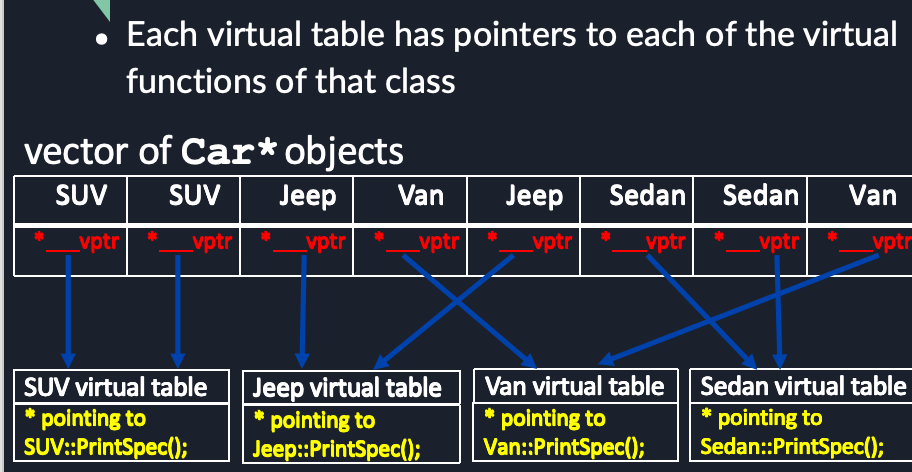 • Each virtual table has pointers to each of the virtual
functions of that class
vector of Car* objects
SUV SUV Jeep Van Jeep Sedan Sedan Van
*___vptr *___vptr *___vptr *___vptr *___vptr *___vptr *___vptr *___vptr
SUV virtual table
* pointing to
SUV::PrintSpec();
Jeep virtual table
* pointing to
Jeep::PrintSpec();
Van virtual table
* pointing to
Van::PrintSpec();
Sedan virtual table
* pointing to
Sedan::PrintSpec();